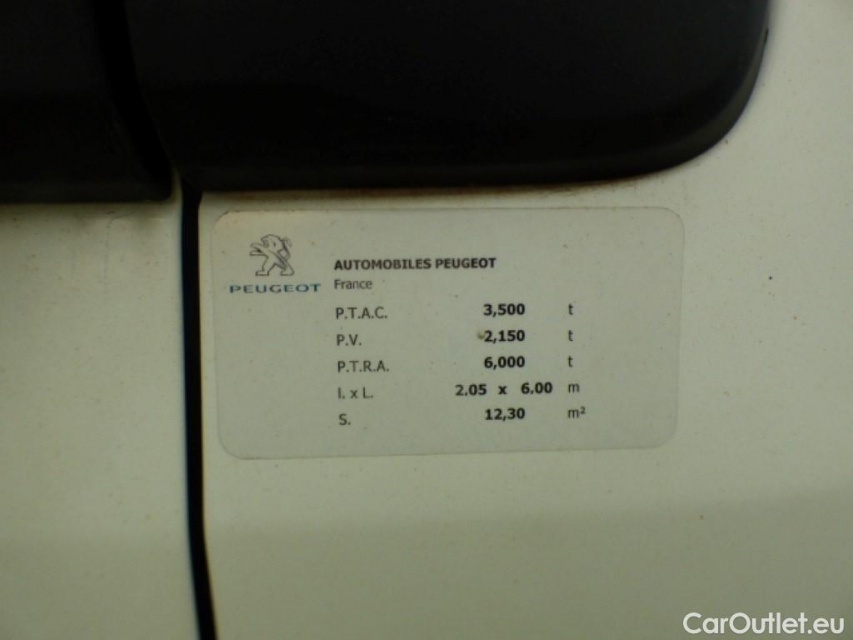 PEUGEOT
AUTOMOBILES PEUGEOT
France
P.T.A.C. 3,500 t
P.V. 2,150 t
P.T.R.A. 6,000 t
l. x L. 2.05 x 6.00 m
S. 12,30 m²
CarOutlet.eu